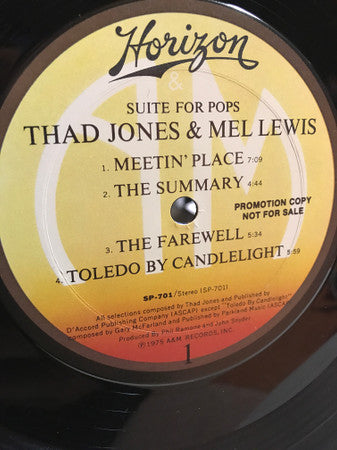 Horizon
&
SUITE FOR POPS
THAD JONES & MEL LEWIS
1. MEETIN' PLACE 7:09
2. THE SUMMARY 4:44
PROMOTION COPY
NOT FOR SALE
3. THE FAREWELL 5:34
4. TOLEDO BY CANDLELIGHT 5:59
SP-701/Stereo (SP-701)
All selections composed by Thad Jones and Published by
D'Accord Publishing Company (ASCAP) except "Toledo By Candlelight"
composed by Gary McFarland and Published by Parkland Music (ASCAP)
Produced by Phil Ramone and John Snyder
℗1975 A&M RECORDS, INC.
1